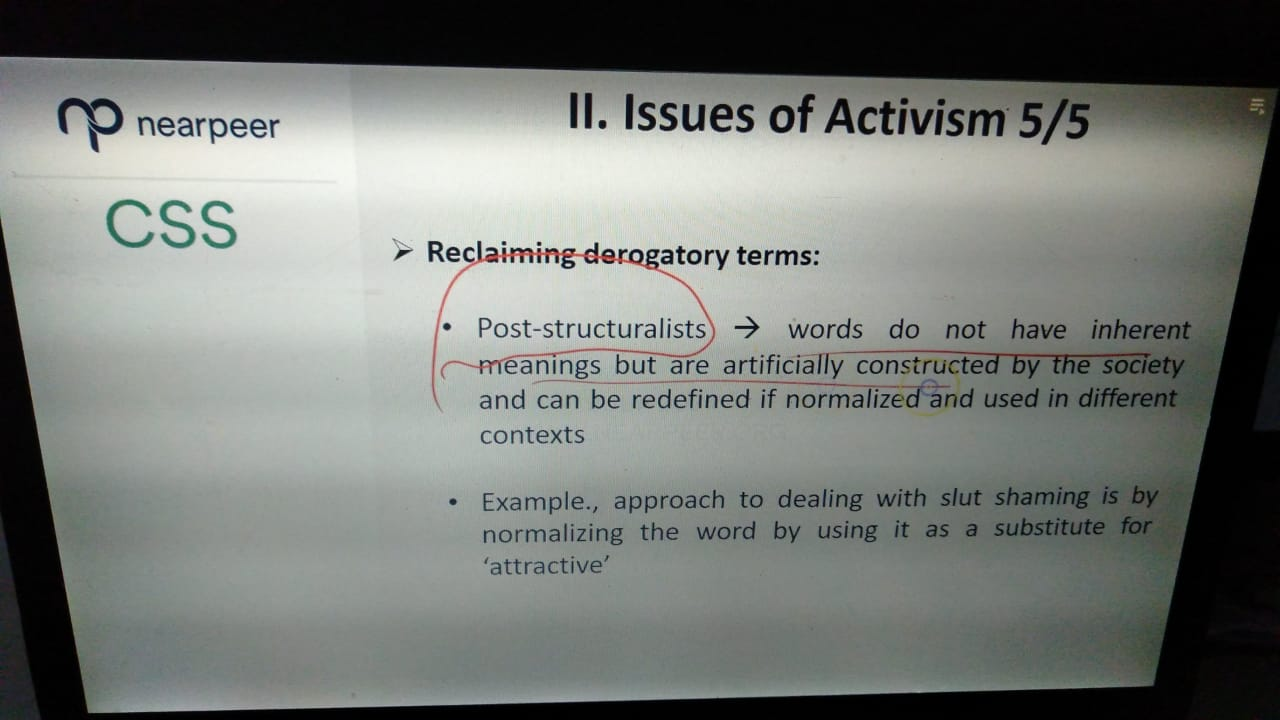 nearpeer
CSS
II. Issues of Activism 5/5
➢ Reclaiming derogatory terms:
• Post-structuralists → words do not have inherent
meanings but are artificially constructed by the society
and can be redefined if normalized and used in different
contexts
• Example., approach to dealing with slut shaming is by
normalizing the word by using it as a substitute for
‘attractive’